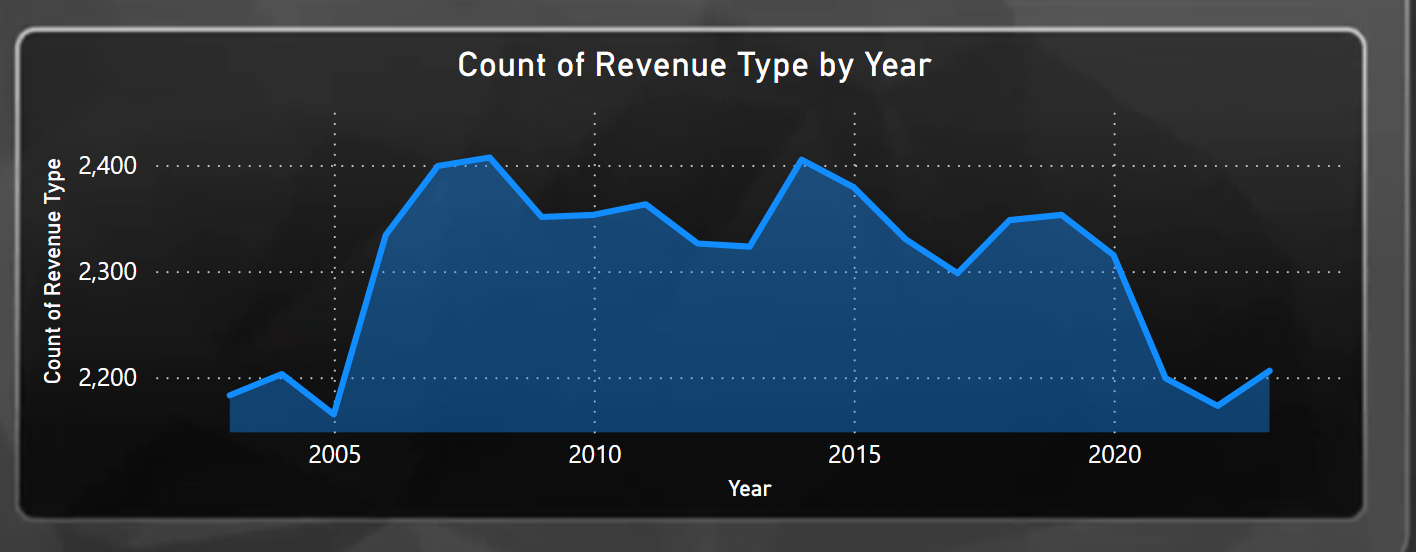 Count of Revenue Type by Year
Count of Revenue Type
2,400
2,300
2,200
2005 2010 2015 2020
Year